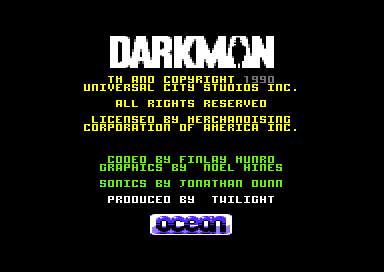 DARKMAN
TM AND COPYRIGHT 1990
UNIVERSAL CITY STUDIOS INC.
ALL RIGHTS RESERVED
LICENSED BY MERCHANDISING
CORPORATION OF AMERICA INC.
CODED BY FINLAY MUNRO
GRAPHICS BY NOEL HINES
SONICS BY JONATHAN DUNN
PRODUCED BY TWILIGHT
ocean